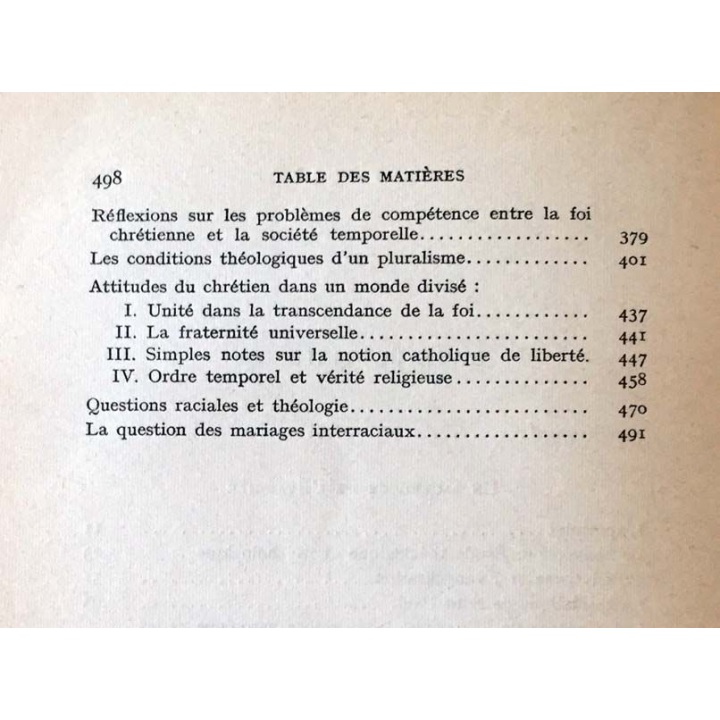 498 TABLE DES MATIÈRES
Réflexions sur les problèmes de compétence entre la foi
chrétienne et la société temporelle.................. 379
Les conditions théologiques d'un pluralisme............. 401
Attitudes du chrétien dans un monde divisé :
I. Unité dans la transcendance de la foi............ 437
II. La fraternité universelle........................ 441
III. Simples notes sur la notion catholique de liberté. 447
IV. Ordre temporel et vérité religieuse.............. 458
Questions raciales et théologie......................... 470
La question des mariages interraciaux.................. 491